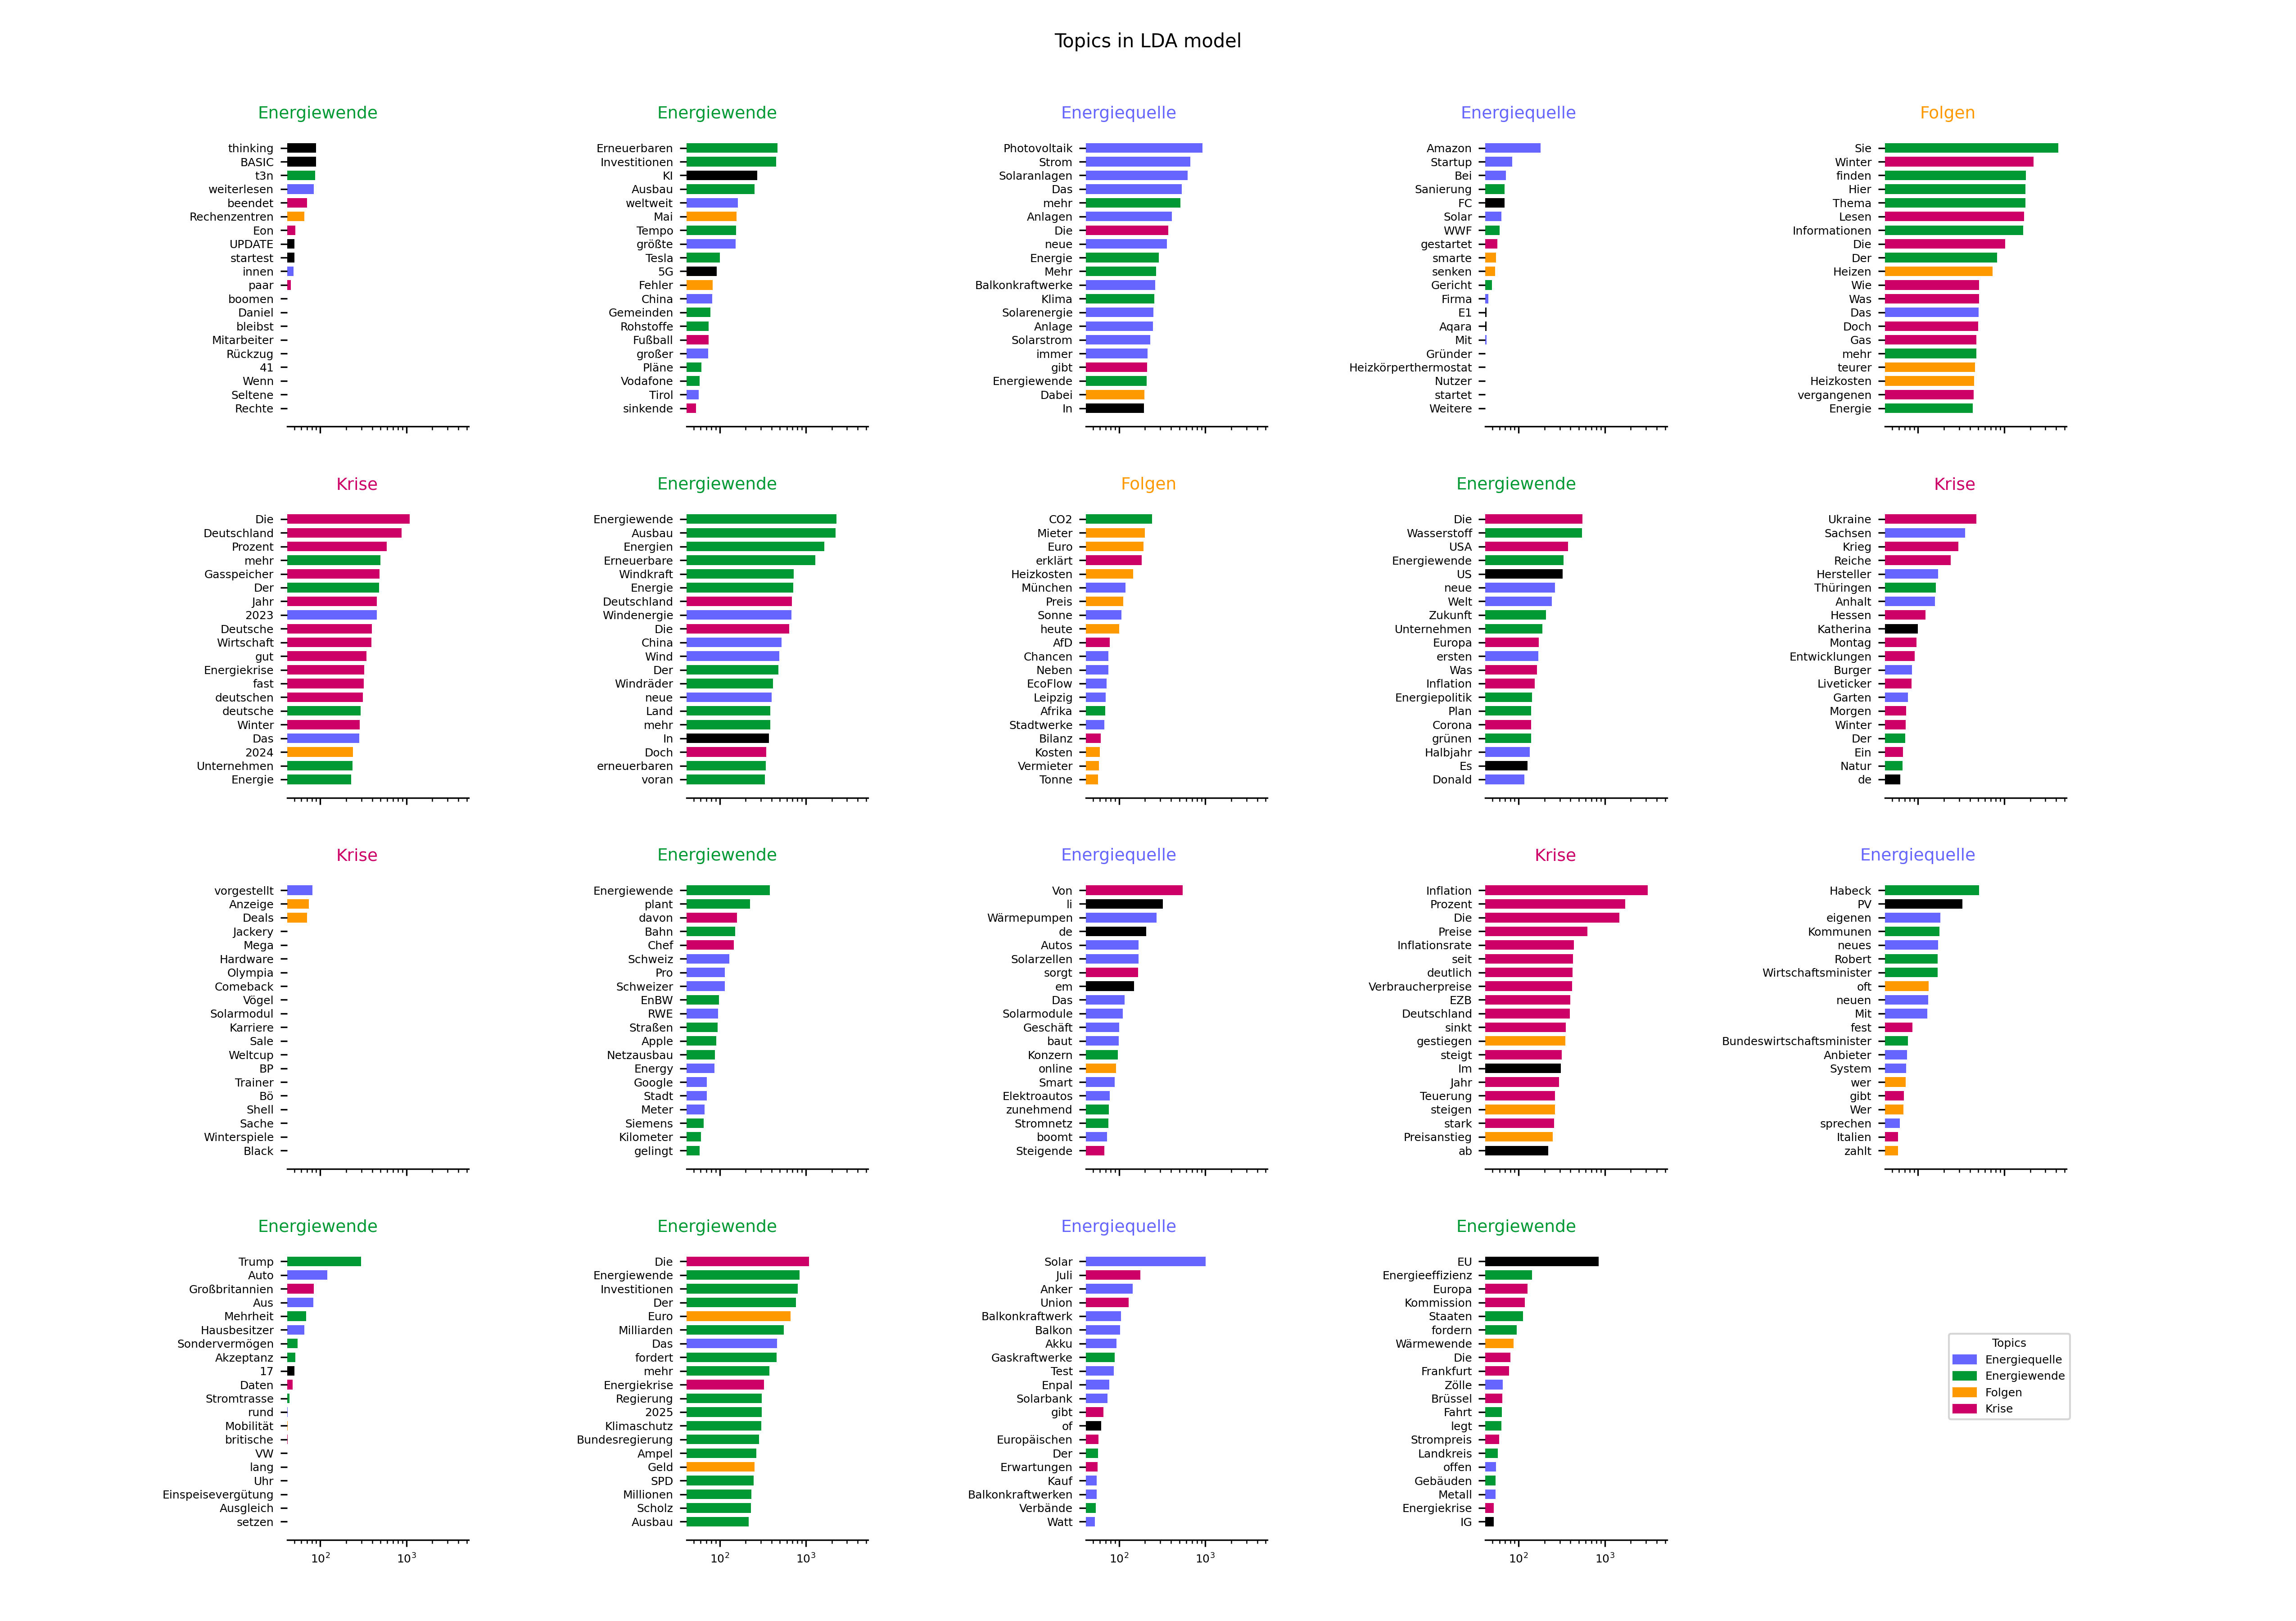 Topics in LDA model
Energiewende
thinking
BASIC
t3n
weiterlesen
beendet
Rechenzentren
Eon
UPDATE
startest
innen
paar
boomen
Daniel
bleibst
Mitarbeiter
Rückzug
41
Wenn
Seltene
Rechte
Energiewende
Erneuerbaren
Investitionen
KI
Ausbau
weltweit
Mai
Tempo
größte
Tesla
5G
Fehler
China
Gemeinden
Rohstoffe
Fußball
großer
Pläne
Vodafone
Tirol
sinkende
Energiequelle
Photovoltaik
Strom
Solaranlagen
Das
mehr
Anlagen
Die
neue
Energie
Mehr
Balkonkraftwerke
Klima
Solarenergie
Anlage
Solarstrom
immer
gibt
Energiewende
Dabei
In
Energiequelle
Amazon
Startup
Bei
Sanierung
FC
Solar
WWF
gestartet
smarte
senken
Gericht
Firma
E1
Aqara
Mit
Gründer
Heizkörperthermostat
Nutzer
startet
Weitere
Folgen
Sie
Winter
finden
Hier
Thema
Lesen
Informationen
Die
Der
Heizen
Wie
Was
Das
Doch
Gas
mehr
teurer
Heizkosten
vergangenen
Energie
Krise
Die
Deutschland
Prozent
mehr
Gasspeicher
Der
Jahr
2023
Deutsche
Wirtschaft
gut
Energiekrise
fast
deutschen
deutsche
Winter
Das
2024
Unternehmen
Energie
Energiewende
Energiewende
Ausbau
Energien
Erneuerbare
Windkraft
Energie
Deutschland
Windenergie
Die
China
Wind
Der
Windräder
neue
Land
mehr
In
Doch
erneuerbaren
voran
Folgen
CO2
Mieter
Euro
erklärt
Heizkosten
München
Preis
Sonne
heute
AfD
Chancen
Neben
EcoFlow
Leipzig
Afrika
Stadtwerke
Bilanz
Kosten
Vermieter
Tonne
Energiewende
Die
Wasserstoff
USA
Energiewende
US
neue
Welt
Zukunft
Unternehmen
Europa
ersten
Was
Inflation
Energiepolitik
Plan
Corona
grünen
Halbjahr
Es
Donald
Krise
Ukraine
Sachsen
Krieg
Reiche
Hersteller
Thüringen
Anhalt
Hessen
Katherina
Montag
Entwicklungen
Burger
Liveticker
Garten
Morgen
Winter
Der
Ein
Natur
de
Krise
vorgestellt
Anzeige
Deals
Jackery
Mega
Hardware
Olympia
Comeback
Vögel
Solarmodul
Karriere
Sale
Weltcup
BP
Trainer
Bö
Shell
Sache
Winterspiele
Black
Energiewende
Energiewende
plant
davon
Bahn
Chef
Schweiz
Pro
Schweizer
EnBW
RWE
Straßen
Apple
Netzausbau
Energy
Google
Stadt
Meter
Siemens
Kilometer
gelingt
Energiequelle
Von
li
Wärmepumpen
de
Autos
Solarzellen
sorgt
em
Das
Solarmodule
Geschäft
baut
Konzern
online
Smart
Elektroautos
zunehmend
Stromnetz
boomt
Steigende
Krise
Inflation
Prozent
Die
Preise
Inflationsrate
seit
deutlich
Verbraucherpreise
EZB
Deutschland
sinkt
gestiegen
steigt
Im
Jahr
Teuerung
steigen
stark
Preisanstieg
ab
Energiequelle
Habeck
PV
eigenen
Kommunen
neues
Robert
Wirtschaftsminister
oft
neuen
Mit
fest
Bundeswirtschaftsminister
Anbieter
System
wer
gibt
Wer
sprechen
Italien
zahlt
Energiewende
Trump
Auto
Großbritannien
Aus
Mehrheit
Hausbesitzer
Sondervermögen
Akzeptanz
17
Daten
Stromtrasse
rund
Mobilität
britische
VW
lang
Uhr
Einspeisevergütung
Ausgleich
setzen
10²
10³
Energiewende
Die
Energiewende
Investitionen
Der
Euro
Milliarden
Das
fordert
mehr
Energiekrise
Regierung
2025
Klimaschutz
Bundesregierung
Ampel
Geld
SPD
Millionen
Scholz
Ausbau
10²
10³
Energiequelle
Solar
Juli
Anker
Union
Balkonkraftwerk
Balkon
Akku
Gaskraftwerke
Test
Enpal
Solarbank
gibt
of
Europäischen
Der
Erwartungen
Kauf
Balkonkraftwerken
Verbände
Watt
10²
10³
Energiewende
EU
Energieeffizienz
Europa
Kommission
Staaten
fordern
Wärmewende
Die
Frankfurt
Zölle
Brüssel
Fahrt
legt
Strompreis
Landkreis
offen
Gebäuden
Metall
Energiekrise
IG
10²
10³
Topics
Energiequelle
Energiewende
Folgen
Krise